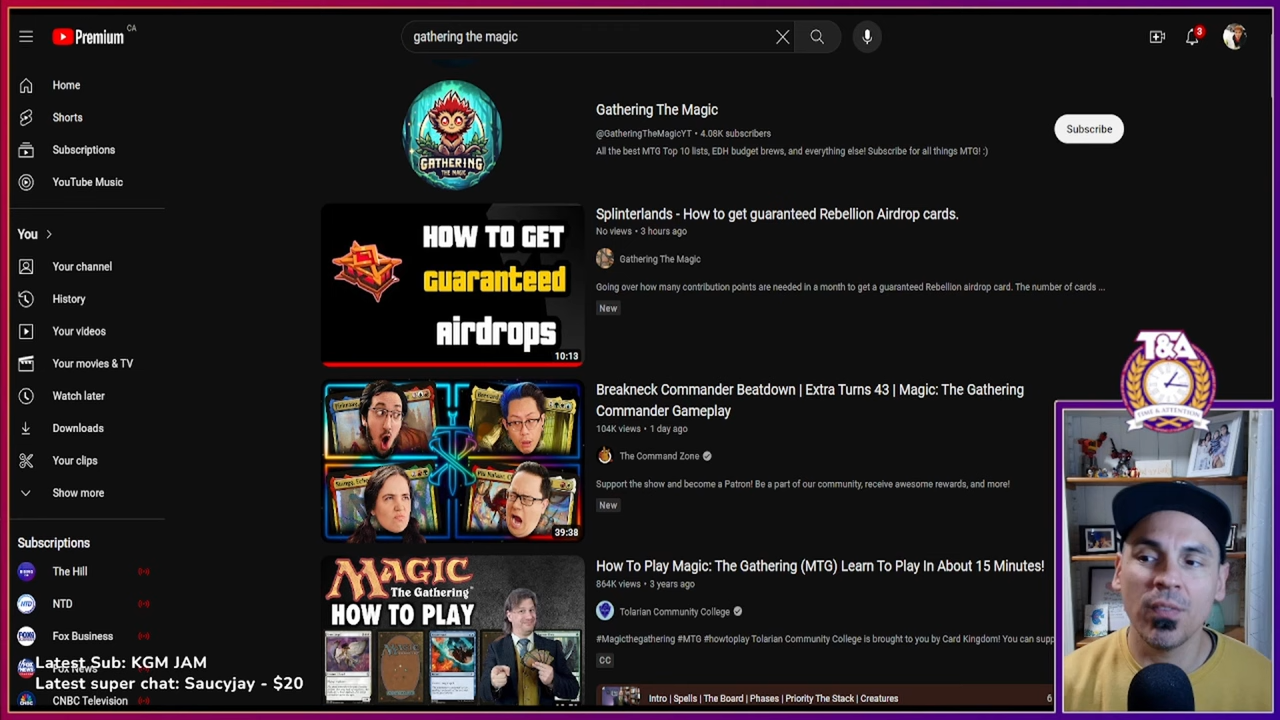 Premium CA
gathering the magic
3
Home
Shorts
Subscriptions
YouTube Music
You
Your channel
History
Your videos
Your movies & TV
Watch later
Downloads
Your clips
Show more
Subscriptions
The Hill
NTD
Fox Business
CNBC Television
Latest Sub: KGM JAM
Latest super chat: Saucyjay - $20
GATHERING
THE MAGIC
Gathering The Magic
@GatheringTheMagicYT • 4.08K subscribers
All the best MTG Top 10 lists, EDH budget brews, and everything else! Subscribe for all things MTG! :)
Subscribe
HOW TO GET
GUARANTEED
AIRDROPS
10:13
Splinterlands - How to get guaranteed Rebellion Airdrop cards.
No views • 3 hours ago
Gathering The Magic
Going over how many contribution points are needed in a month to get a guaranteed Rebellion airdrop card. The number of cards ...
New
39:38
Breakneck Commander Beatdown | Extra Turns 43 | Magic: The Gathering
Commander Gameplay
104K views • 1 day ago
The Command Zone
Support the show and become a Patron! Be a part of our community, receive awesome rewards, and more!
New
MAGIC
The Gathering
HOW TO PLAY
How To Play Magic: The Gathering (MTG) Learn To Play In About 15 Minutes!
864K views • 3 years ago
Tolarian Community College
#Magicthegathering #MTG #howtoplay Tolarian Community College is brought to you by Card Kingdom! You can supp
CC
Intro | Spells | The Board | Phases | Priority The Stack | Creatures
6
T&A
TIME & ATTENTION